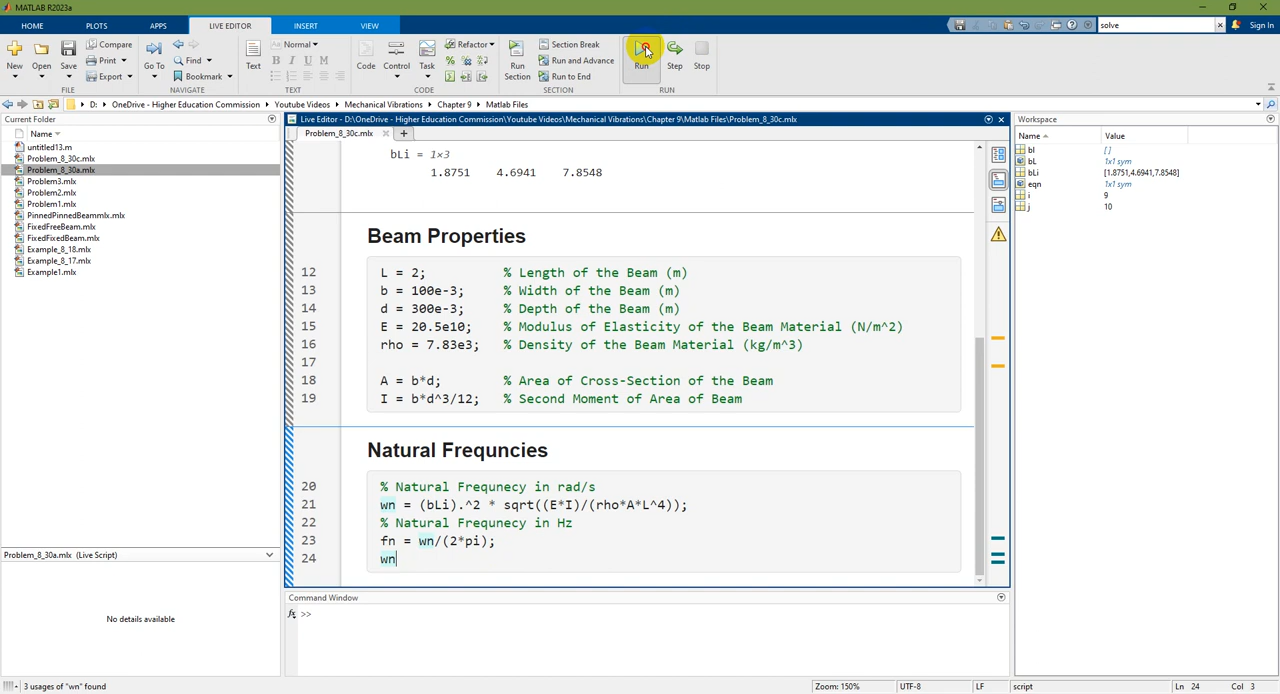 MATLAB R2023a
HOME PLOTS APPS LIVE EDITOR INSERT VIEW solve Sign In
New Open Save Compare Print Export Go To Find Bookmark Text Normal B I U M Code Control Task Refactor Run Section Section Break Run and Advance Run to End Run Step Stop
FILE NAVIGATE TEXT CODE SECTION RUN
D: OneDrive - Higher Education Commission Youtube Videos Mechanical Vibrations Chapter 9 Matlab Files
Current Folder
Name
untitled13.m
Problem_8_30c.mlx
Problem_8_30a.mlx
Problem3.mlx
Problem2.mlx
Problem1.mlx
PinnedPinnedBeammlx.mlx
FixedFreeBeam.mlx
FixedFixedBeam.mlx
Example_8_18.mlx
Example_8_17.mlx
Example1.mlx
Problem_8_30a.mlx (Live Script)
No details available
Live Editor - D:\OneDrive - Higher Education Commission\Youtube Videos\Mechanical Vibrations\Chapter 9\Matlab Files\Problem_8_30c.mlx
Problem_8_30c.mlx
bLi = 1×3
1.8751 4.6941 7.8548
Beam Properties
12 L = 2; % Length of the Beam (m)
13 b = 100e-3; % Width of the Beam (m)
14 d = 300e-3; % Depth of the Beam (m)
15 E = 20.5e10; % Modulus of Elasticity of the Beam Material (N/m^2)
16 rho = 7.83e3; % Density of the Beam Material (kg/m^3)
17
18 A = b*d; % Area of Cross-Section of the Beam
19 I = b*d^3/12; % Second Moment of Area of Beam
Natural Frequncies
20 % Natural Frequnecy in rad/s
21 wn = (bLi).^2 * sqrt((E*I)/(rho*A*L^4));
22 % Natural Frequnecy in Hz
23 fn = wn/(2*pi);
24 wn
Command Window
fx >>
Workspace
Name Value
bl []
bL 1x1 sym
bLi [1.8751,4.6941,7.8548]
eqn 1x1 sym
i 9
j 10
3 usages of "wn" found Zoom: 150% UTF-8 LF script Ln 24 Col 3